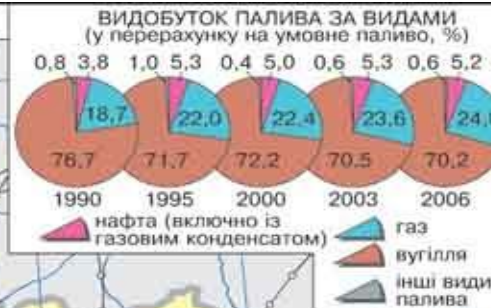 ВИДОБУТОК ПАЛИВА ЗА ВИДАМИ
(у перерахунку на умовне паливо, %)
0,8 3,8 1,0 5,3 0,4 5,0 0,6 5,3 0,6 5,2
18,7 22,0 22,4 23,6
76,7 71,7 72,2 70,5 70,2
1990 1995 2000 2003 2006
нафта (включно із газ
газовим конденсатом) вугілля
інші види
палива